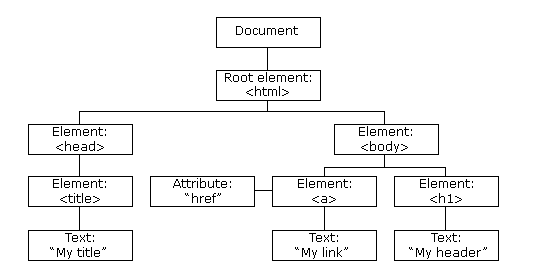 Document
Root element:
<html>
Element:
<head>
Element:
<body>
Element:
<title>
Attribute:
“href”
Element:
<a>
Element:
<h1>
Text:
“My title”
Text:
“My link”
Text:
“My header”